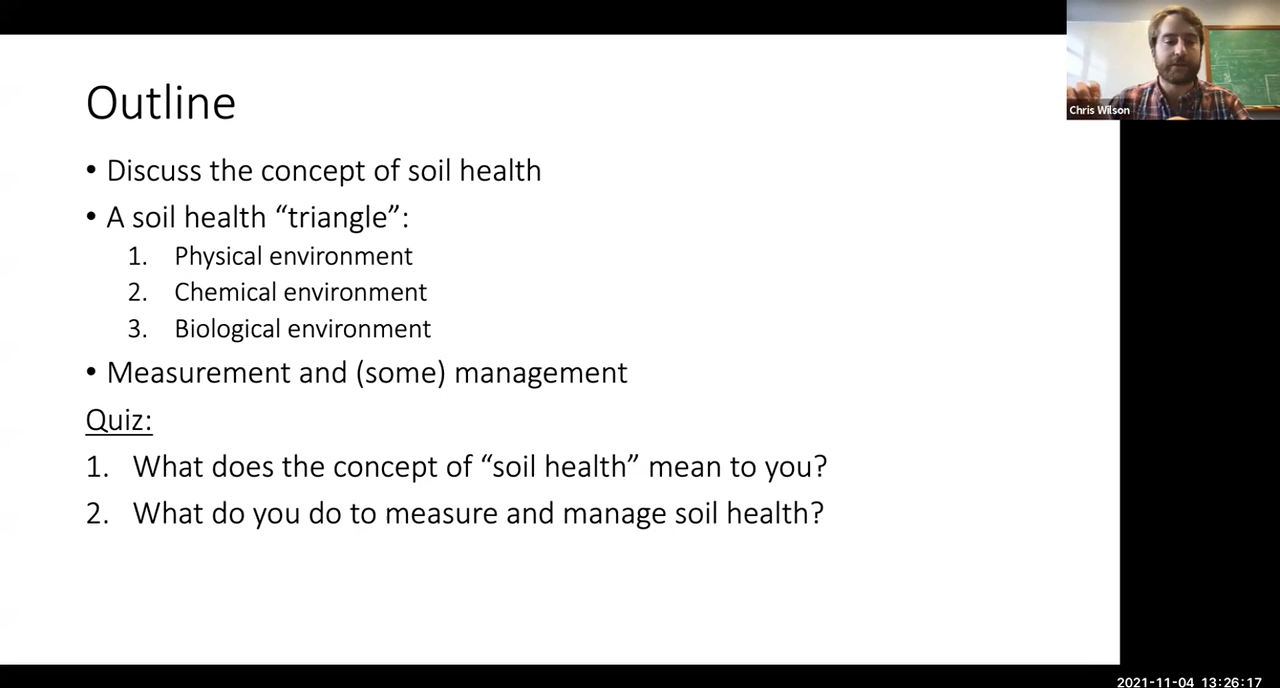 Outline
• Discuss the concept of soil health
• A soil health “triangle”:
1. Physical environment
2. Chemical environment
3. Biological environment
• Measurement and (some) management
Quiz:
1. What does the concept of “soil health” mean to you?
2. What do you do to measure and manage soil health?
Chris Wilson
2021-11-04 13:26:17